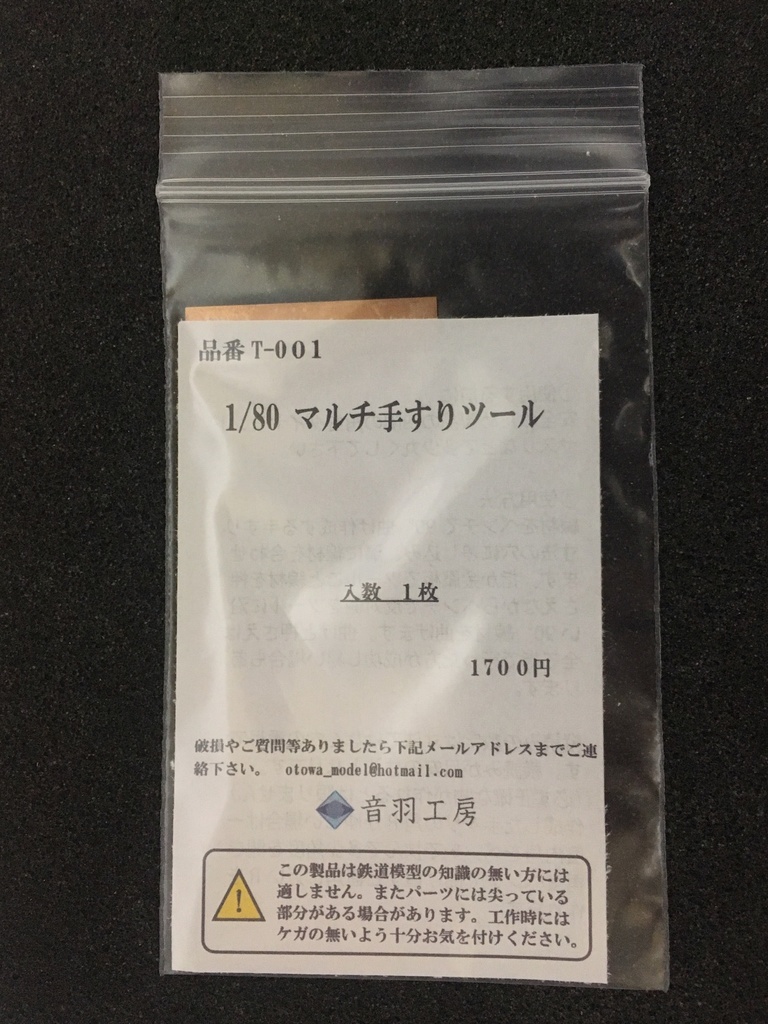 品番 T-001
1/80 マルチ手すりツール
入数 1枚
1700円
破損やご質問等ありましたら下記メールアドレスまでご連
絡下さい。 otowa_model@hotmail.com
音羽工房
この製品は鉄道模型の知識の無い方には
適しません。またパーツには尖っている
部分がある場合があります。工作時には
ケガの無いよう十分お気を付けください。